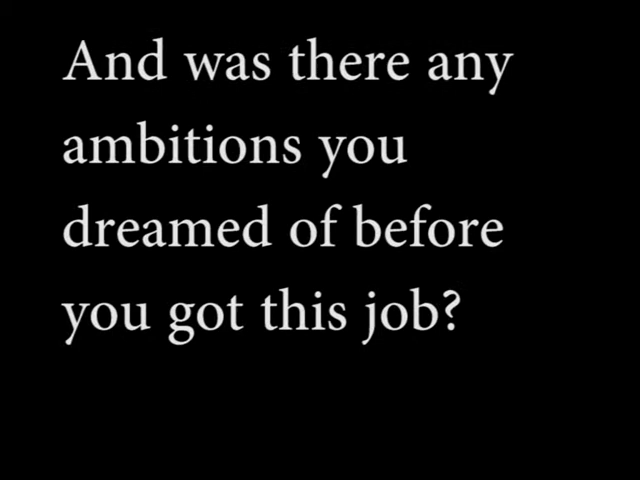 And was there any
ambitions you
dreamed of before
you got this job?